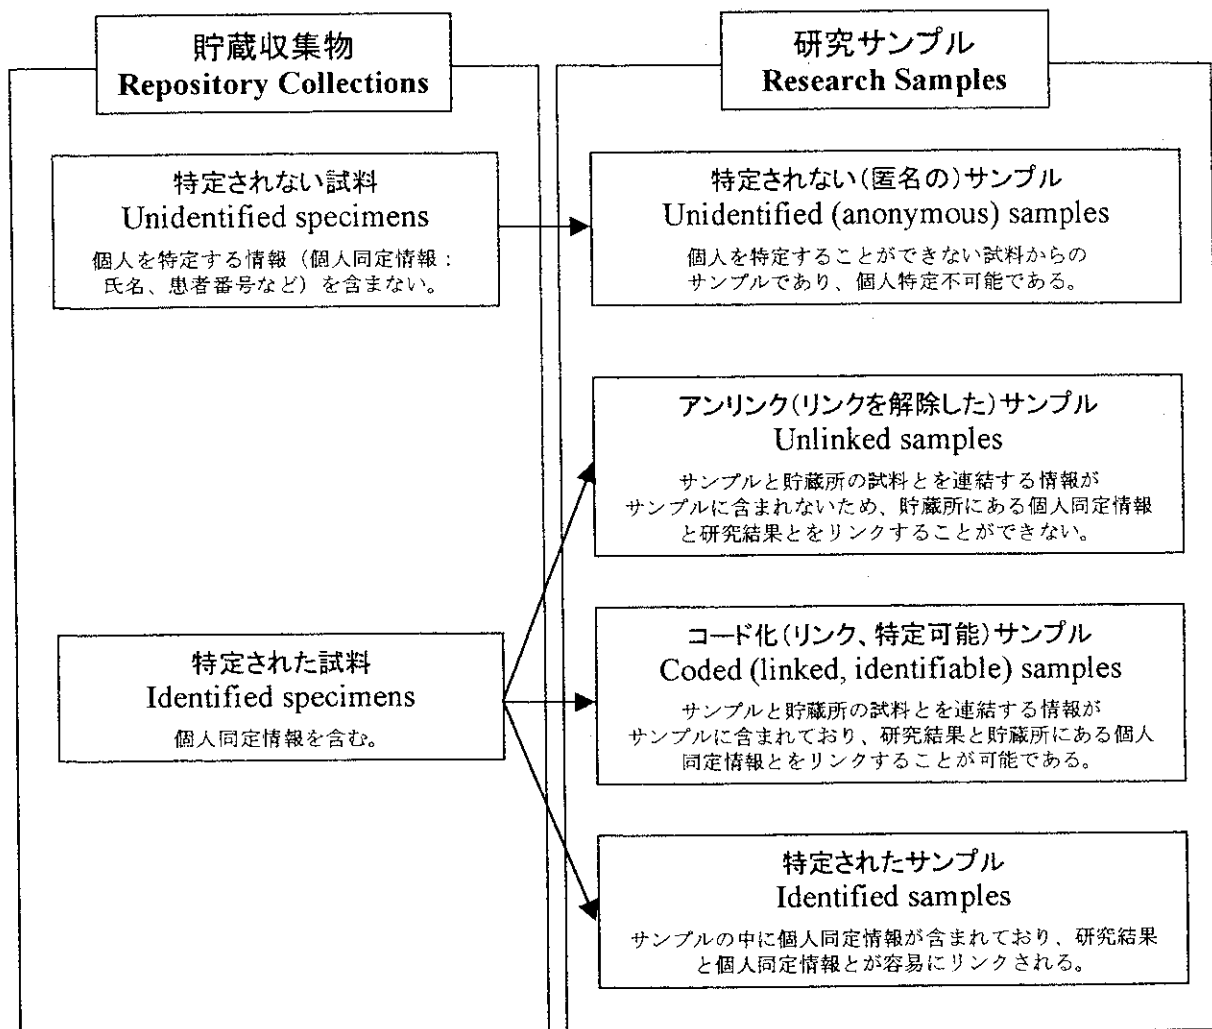 貯蔵収集物
Repository Collections
特定されない試料
Unidentified specimens
個人を特定する情報（個人同定情報：
氏名、患者番号など）を含まない。
特定された試料
Identified specimens
個人同定情報を含む。
研究サンプル
Research Samples
特定されない（匿名の）サンプル
Unidentified (anonymous) samples
個人を特定することができない試料からの
サンプルであり、個人特定不可能である。
アンリンク（リンクを解除した）サンプル
Unlinked samples
サンプルと貯蔵所の試料とを連結する情報が
サンプルに含まれないため、貯蔵所にある個人同定情報
と研究結果とをリンクすることができない。
コード化（リンク、特定可能）サンプル
Coded (linked, identifiable) samples
サンプルと貯蔵所の試料とを連結する情報が
サンプルに含まれており、研究結果と貯蔵所にある個人
同定情報とをリンクすることが可能である。
特定されたサンプル
Identified samples
サンプルの中に個人同定情報が含まれており、研究結果
と個人同定情報とが容易にリンクされる。